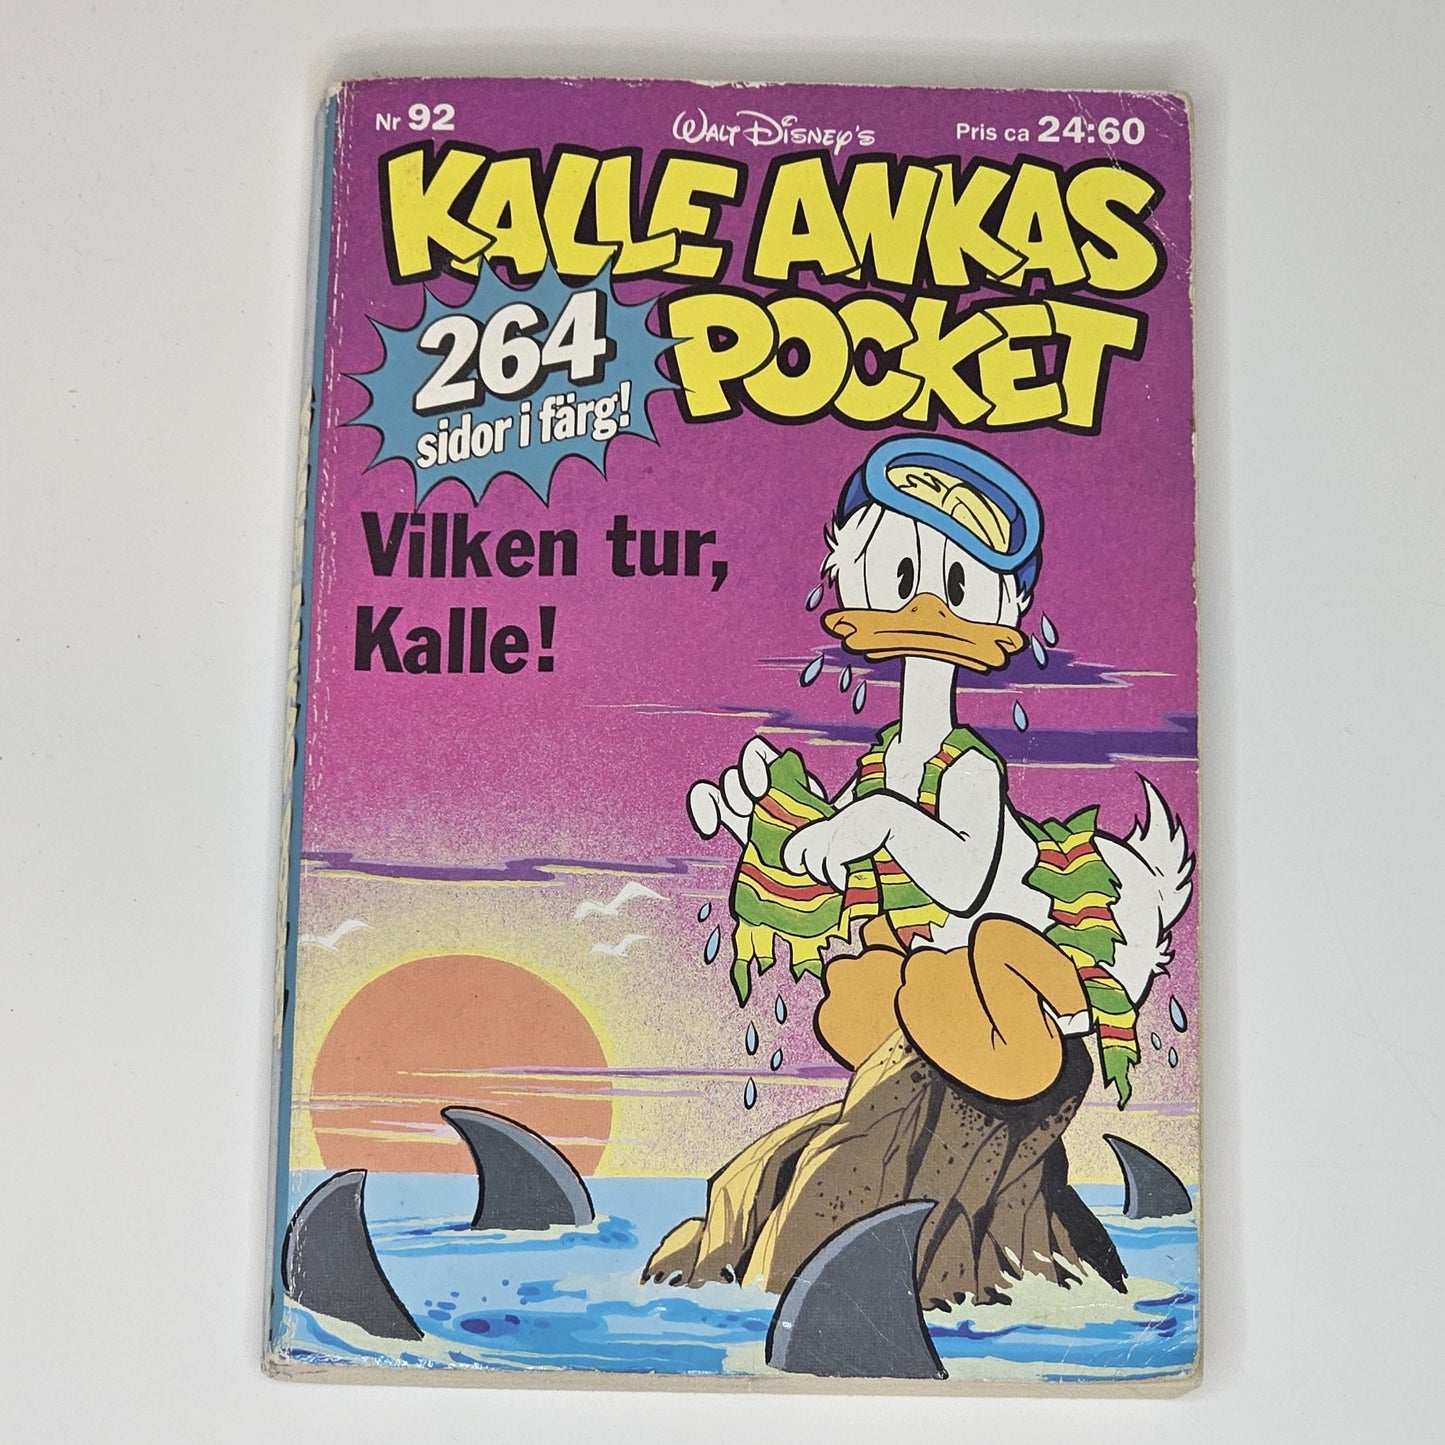 Nr 92
WALT DISNEY'S
Pris ca 24:60
KALLE ANKAS
POCKET
264
sidor i färg!
Vilken tur,
Kalle!